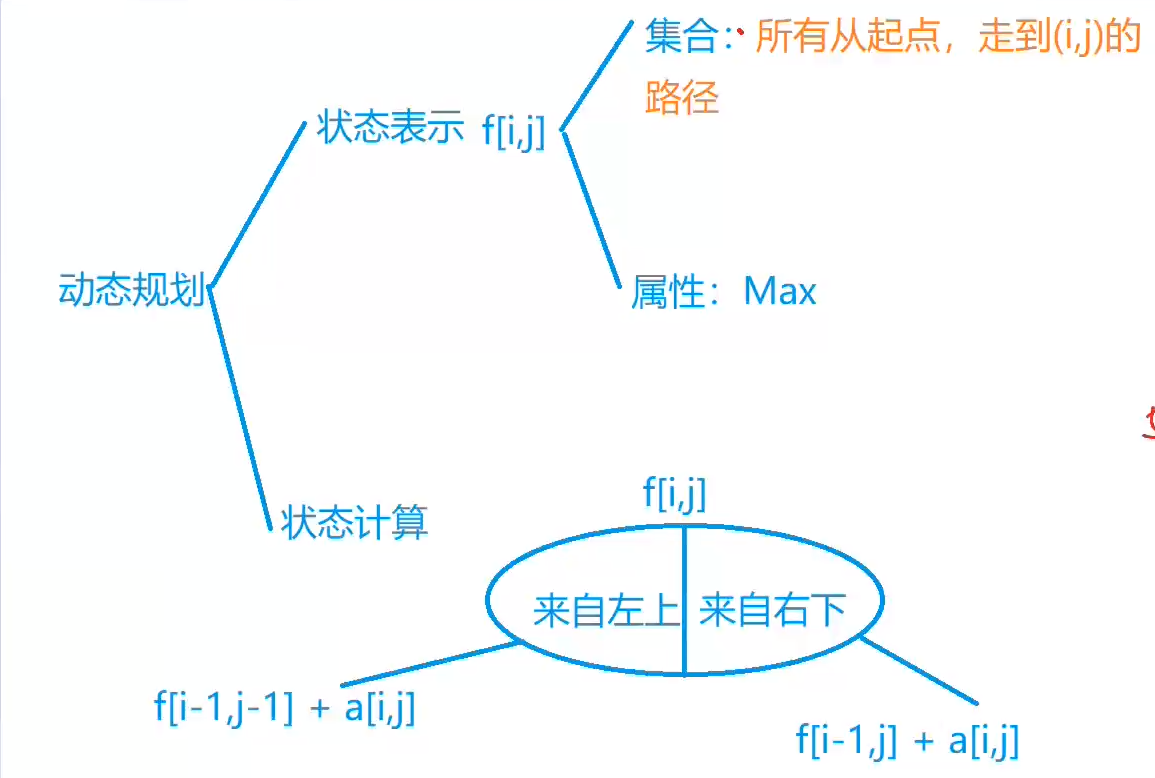 集合：所有从起点，走到(i,j)的
路径
状态表示 f[i,j]
动态规划
属性：Max
f[i,j]
状态计算
来自左上 来自右下
f[i-1,j-1] + a[i,j]
f[i-1,j] + a[i,j]